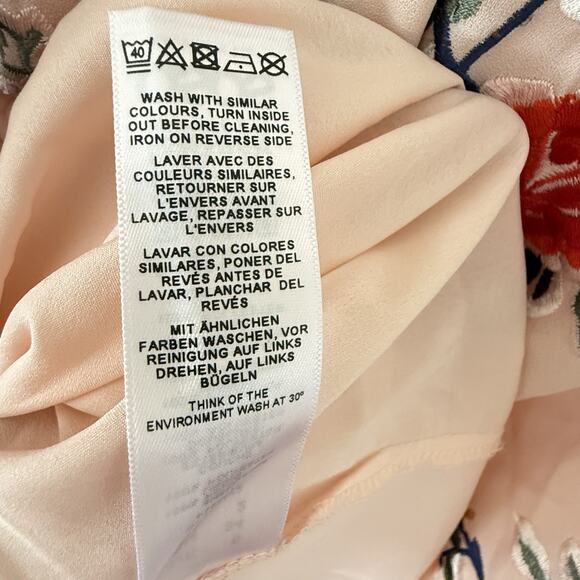 40
WASH WITH SIMILAR
COLOURS, TURN INSIDE
OUT BEFORE CLEANING,
IRON ON REVERSE SIDE
LAVER AVEC DES
COULEURS SIMILAIRES,
RETOURNER SUR
L'ENVERS AVANT
LAVAGE, REPASSER SUR
L'ENVERS
LAVAR CON COLORES
SIMILARES, PONER DEL
REVÉS ANTES DE
LAVAR, PLANCHAR DEL
REVÉS
MIT ÄHNLICHEN
FARBEN WASCHEN, VOR
REINIGUNG AUF LINKS
DREHEN, AUF LINKS
BÜGELN
THINK OF THE
ENVIRONMENT WASH AT 30°